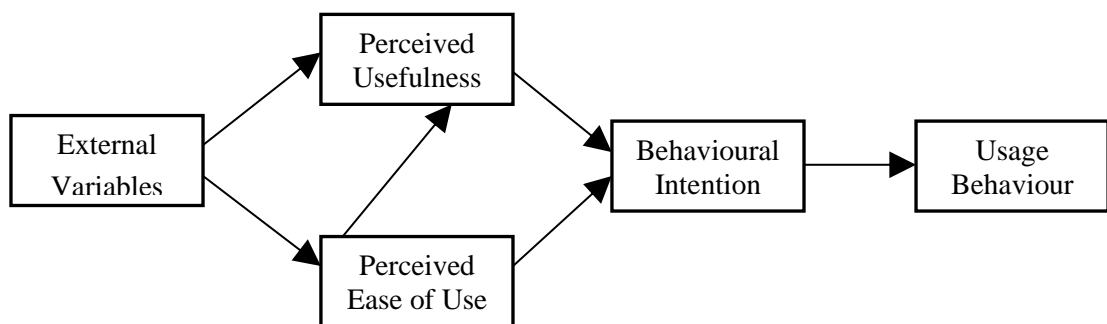 External
Variables
Perceived
Usefulness
Perceived
Ease of Use
Behavioural
Intention
Usage
Behaviour